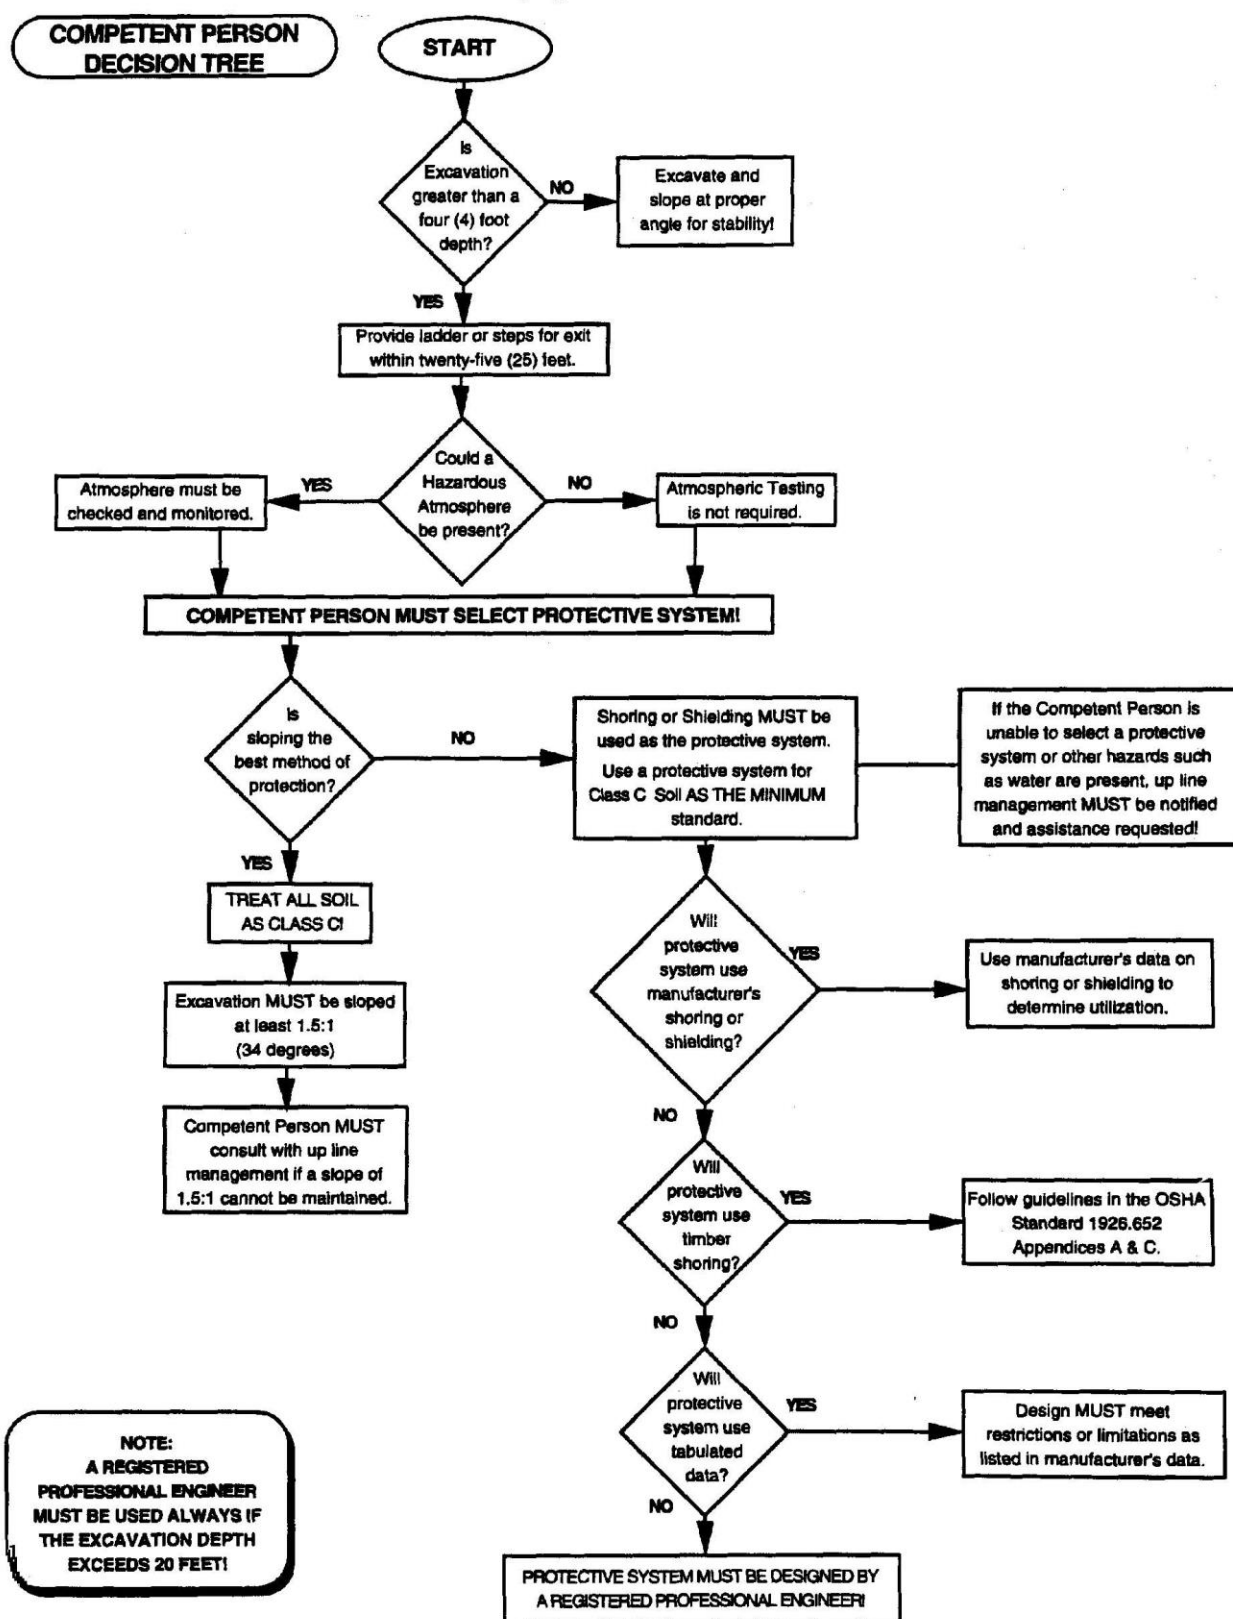 COMPETENT PERSON
DECISION TREE
START
Is
Excavation
greater than a
four (4) foot
depth?
NO
Excavate and
slope at proper
angle for stability!
YES
Provide ladder or steps for exit
within twenty-five (25) feet.
Could a
Hazardous
Atmosphere
be present?
YES
Atmosphere must be
checked and monitored.
NO
Atmospheric Testing
is not required.
COMPETENT PERSON MUST SELECT PROTECTIVE SYSTEM!
Is
sloping the
best method of
protection?
NO
Shoring or Shielding MUST be
used as the protective system.
Use a protective system for
Class C Soil AS THE MINIMUM
standard.
If the Competent Person is
unable to select a protective
system or other hazards such
as water are present, up line
management MUST be notified
and assistance requested!
YES
TREAT ALL SOIL
AS CLASS C!
Excavation MUST be sloped
at least 1.5:1
(34 degrees)
Competent Person MUST
consult with up line
management if a slope of
1.5:1 cannot be maintained.
Will
protective
system use
manufacturer's
shoring or
shielding?
YES
Use manufacturer's data on
shoring or shielding to
determine utilization.
NO
Will
protective
system use
timber
shoring?
YES
Follow guidelines in the OSHA
Standard 1926.652
Appendices A & C.
NO
Will
protective
system use
tabulated
data?
YES
Design MUST meet
restrictions or limitations as
listed in manufacturer's data.
NO
PROTECTIVE SYSTEM MUST BE DESIGNED BY
A REGISTERED PROFESSIONAL ENGINEER!
NOTE:
A REGISTERED
PROFESSIONAL ENGINEER
MUST BE USED ALWAYS IF
THE EXCAVATION DEPTH
EXCEEDS 20 FEET!